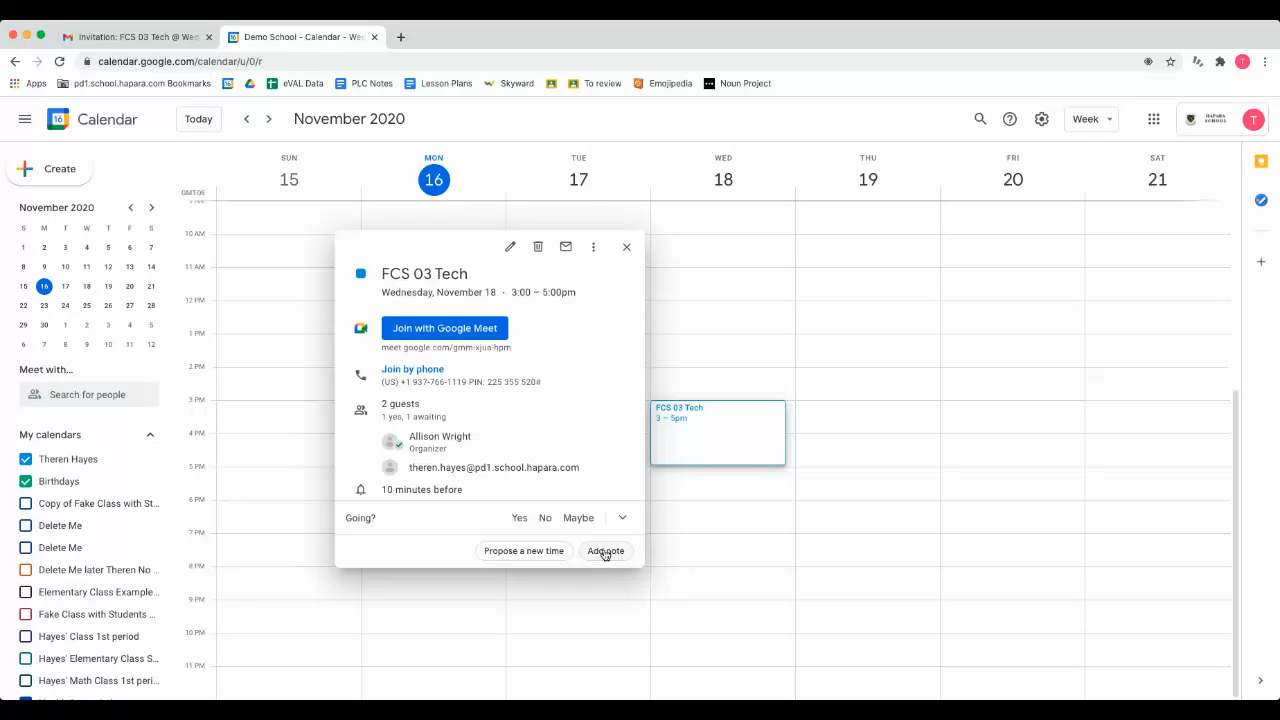 Invitation: FCS 03 Tech @ Wed
Demo School - Calendar - Wee
calendar.google.com/calendar/u/0/r
T
Apps
pd1.school.hapara.com Bookmarks
eVAL Data
PLC Notes
Lesson Plans
Skyward
To review
Emojipedia
Noun Project
16
Calendar
Today
November 2020
Week
HAPARA
SCHOOL
T
Create
SUN MON TUE WED THU FRI SAT
15 16 17 18 19 20 21
November 2020
S M T W T F S
1 2 3 4 5 6 7
8 9 10 11 12 13 14
15 16 17 18 19 20 21
22 23 24 25 26 27 28
29 30 1 2 3 4 5
6 7 8 9 10 11 12
Meet with...
Search for people
My calendars
Theren Hayes
Birthdays
Copy of Fake Class with St...
Delete Me
Delete Me
Delete Me later Theren No ...
Elementary Class Example...
Fake Class with Students ...
Hayes' Class 1st period
Hayes' Elementary Class S...
Hayes' Math Class 1st peri...
10 AM
11 AM
12 PM
1 PM
2 PM
3 PM
4 PM
5 PM
6 PM
7 PM
8 PM
9 PM
10 PM
11 PM
FCS 03 Tech
Wednesday, November 18 · 3:00 – 5:00pm
Join with Google Meet
meet.google.com/gmm-xjua-hpm
Join by phone
(US) +1 937-766-1119 PIN: 225 355 520#
2 guests
1 yes, 1 awaiting
Allison Wright
Organizer
theren.hayes@pd1.school.hapara.com
10 minutes before
Going?
Yes No Maybe
Propose a new time
Add note
FCS 03 Tech
3 – 5pm